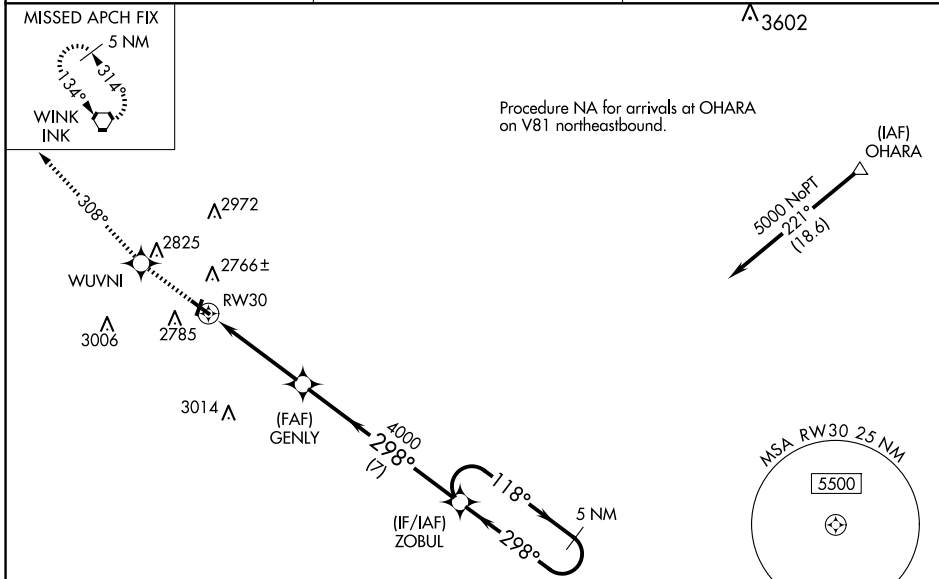 MISSED APCH FIX
5 NM
314°
134°
WINK
INK
3602
Procedure NA for arrivals at OHARA
on V81 northeastbound.
(IAF)
OHARA
5000 NoPT
221°
(18.6)
308°
2972
2825
WUVNI
2766±
RW30
3006
2785
3014
(FAF)
GENLY
4000
298°
(7)
118°
5 NM
298°
(IF/IAF)
ZOBUL
MSA RW30 25 NM
5500